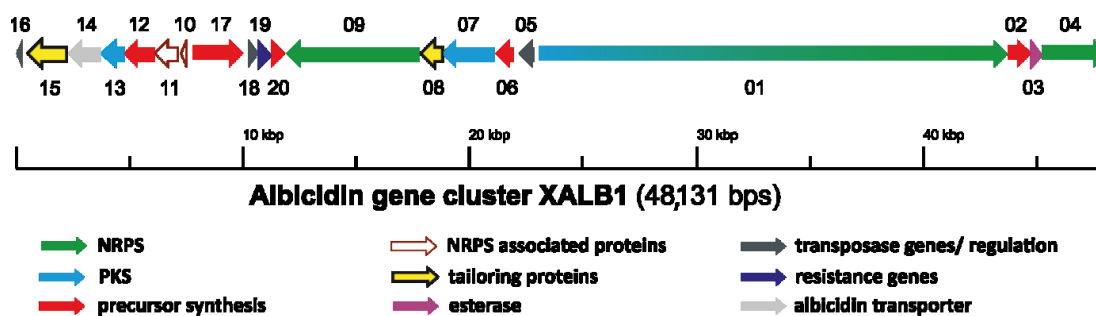 16 14 12 10 17 19 09 07 05 02 04
15 13 11 18 20 08 06 01 03
10 kbp 20 kbp 30 kbp 40 kbp
Albicidin gene cluster XALB1 (48,131 bps)
NRPS NRPS associated proteins transposase genes/ regulation
PKS tailoring proteins resistance genes
precursor synthesis esterase albicidin transporter